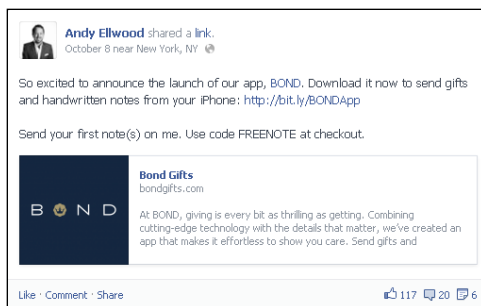 Andy Ellwood shared a link.
October 8 near New York, NY
So excited to announce the launch of our app, BOND. Download it now to send gifts
and handwritten notes from your iPhone: http://bit.ly/BONDApp
Send your first note(s) on me. Use code FREENOTE at checkout.
BOND
Bond Gifts
bondgifts.com
At BOND, giving is every bit as thrilling as getting. Combining
cutting-edge technology with the details that matter, we've created an
app that makes it effortless to show you care. Send gifts and
Like · Comment · Share 117 20 6